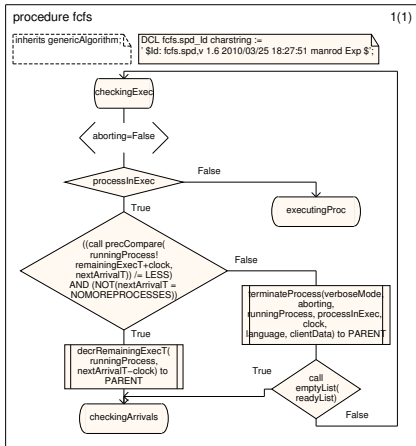 procedure fcfs
1(1)
inherits genericAlgorithm;
DCL fcfs.spd_Id charstring :=
' $Id: fcfs.spd,v 1.6 2010/03/25 18:27:51 manrod Exp $';
checkingExec
aborting=False
processInExec
False
True
executingProc
((call precCompare(
runningProcess!
remainingExecT+clock,
nextArrivalT)) /= LESS)
AND (NOT(nextArrivalT =
NOMOREPROCESSES))
False
True
terminateProcess(verboseMode,
aborting,
runningProcess, processInExec,
clock,
language, clientData) to PARENT
decrRemainingExecT(
runningProcess,
nextArrivalT-clock) to
PARENT
True
call
emptyList(
readyList)
False
checkingArrivals